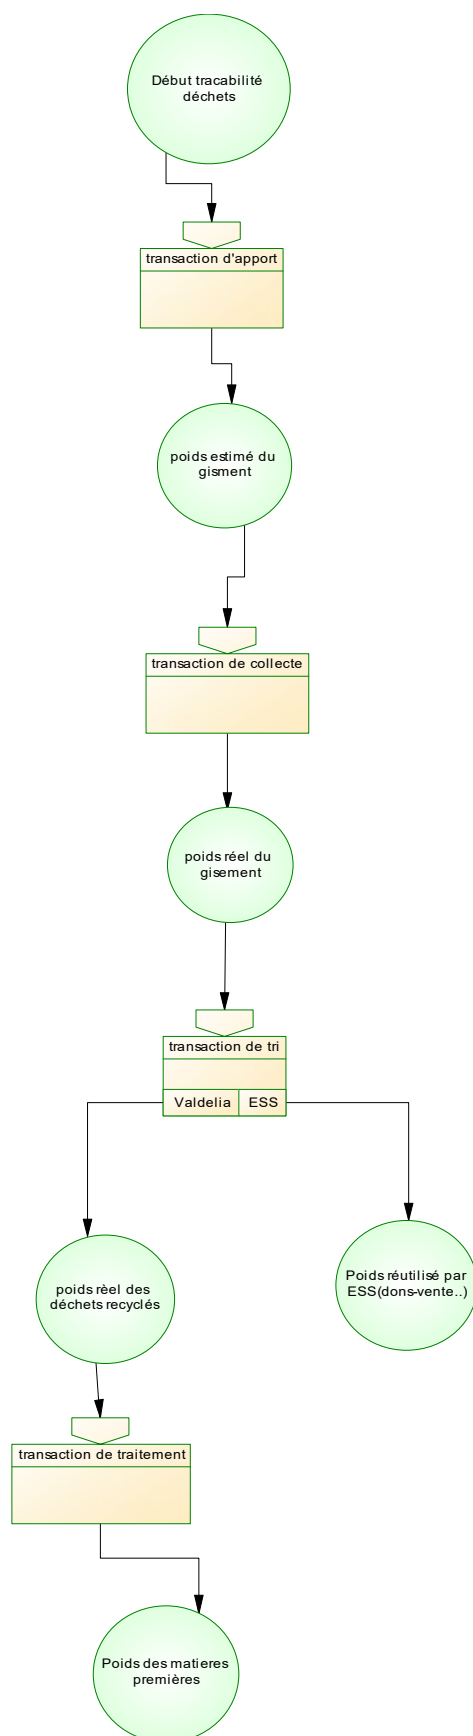 Début tracabilité
déchets
transaction d'apport
poids estimé du
gisment
transaction de collecte
poids réel du
gisement
transaction de tri
Valdelia ESS
poids rèel des
déchets recyclés
Poids réutilisé par
ESS(dons-vente..)
transaction de traitement
Poids des matieres
premières